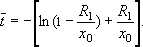 t̄ = −[ln (1 − R₁/x₀) + R₁/x₀].